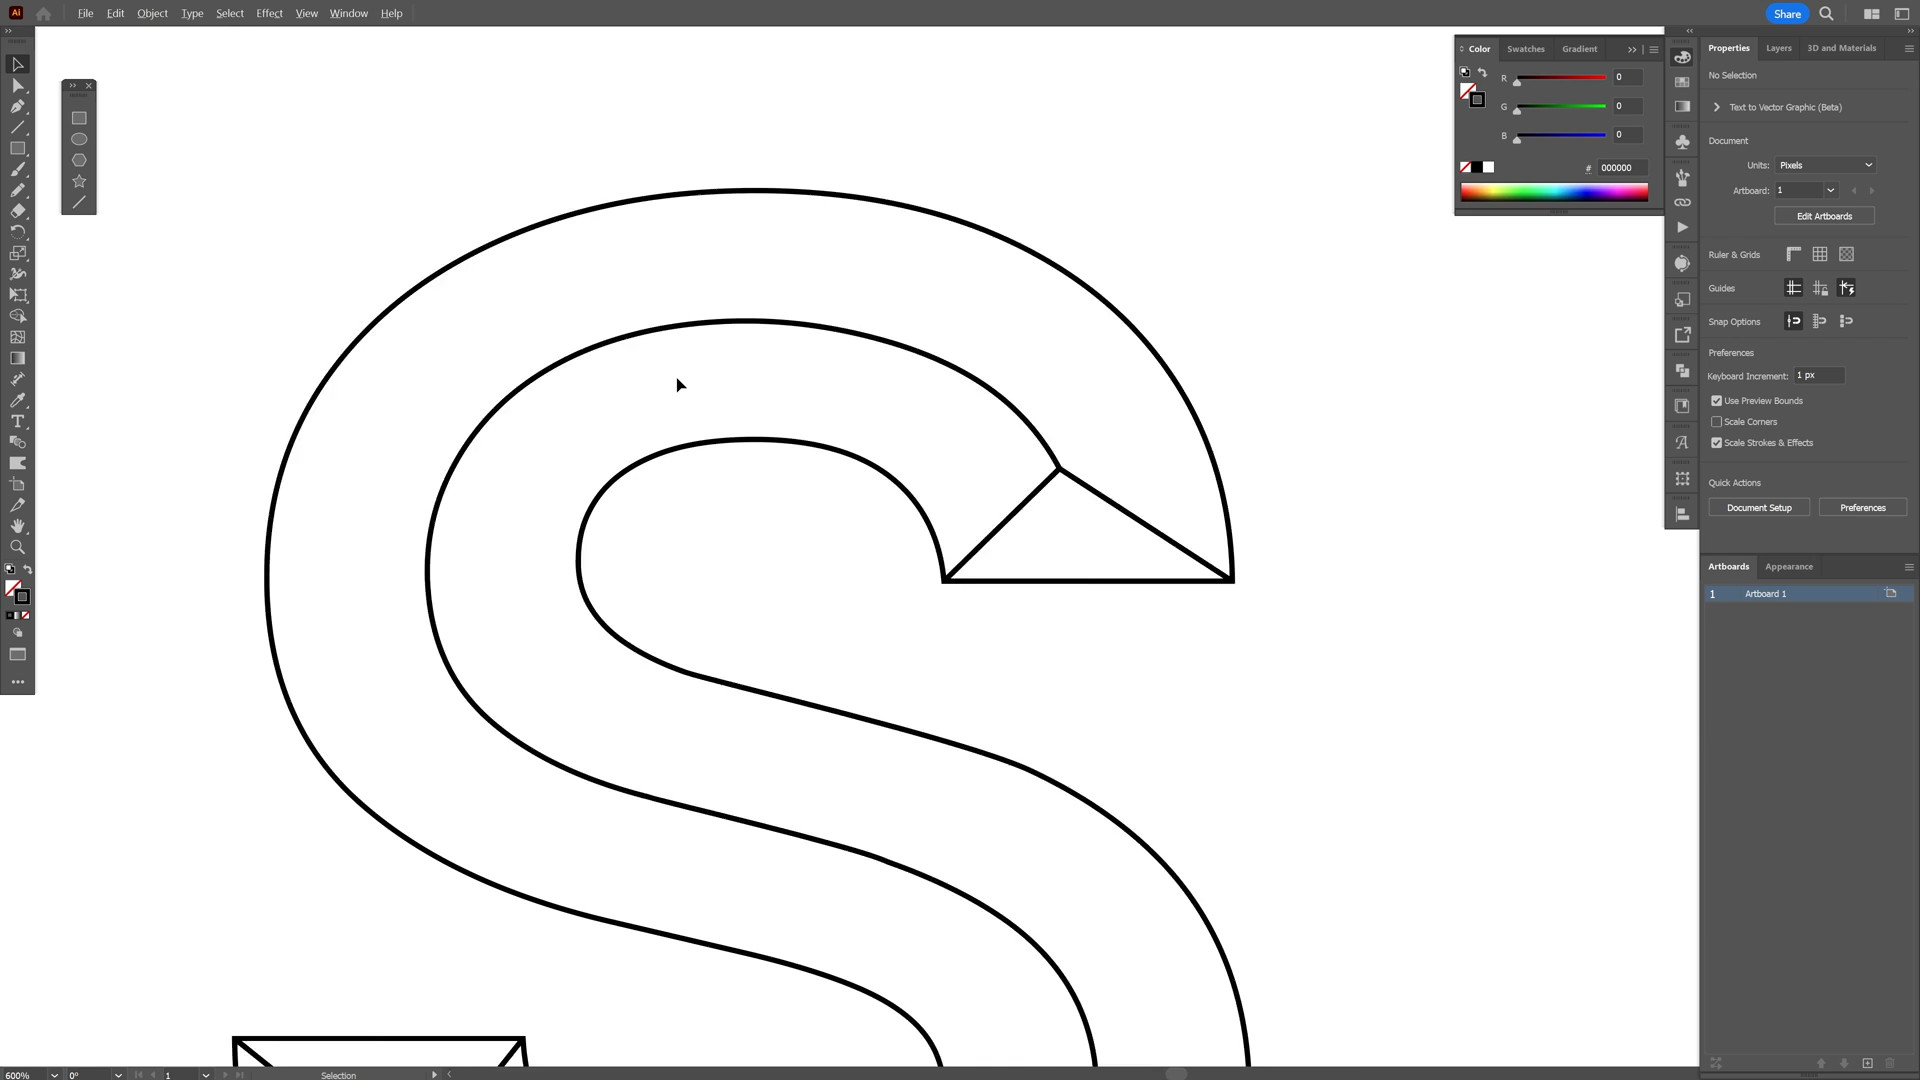 Ai File Edit Object Type Select Effect View Window Help Share
Color Swatches Gradient
R 0
G 0
B 0
# 000000
Properties Layers 3D and Materials
No Selection
Text to Vector Graphic (Beta)
Document
Units: Pixels
Artboard: 1
Edit Artboards
Ruler & Grids
Guides
Snap Options
Preferences
Keyboard Increment: 1 px
Use Preview Bounds
Scale Corners
Scale Strokes & Effects
Quick Actions
Document Setup Preferences
Artboards Appearance
1 Artboard 1
600% 0° 1 Selection